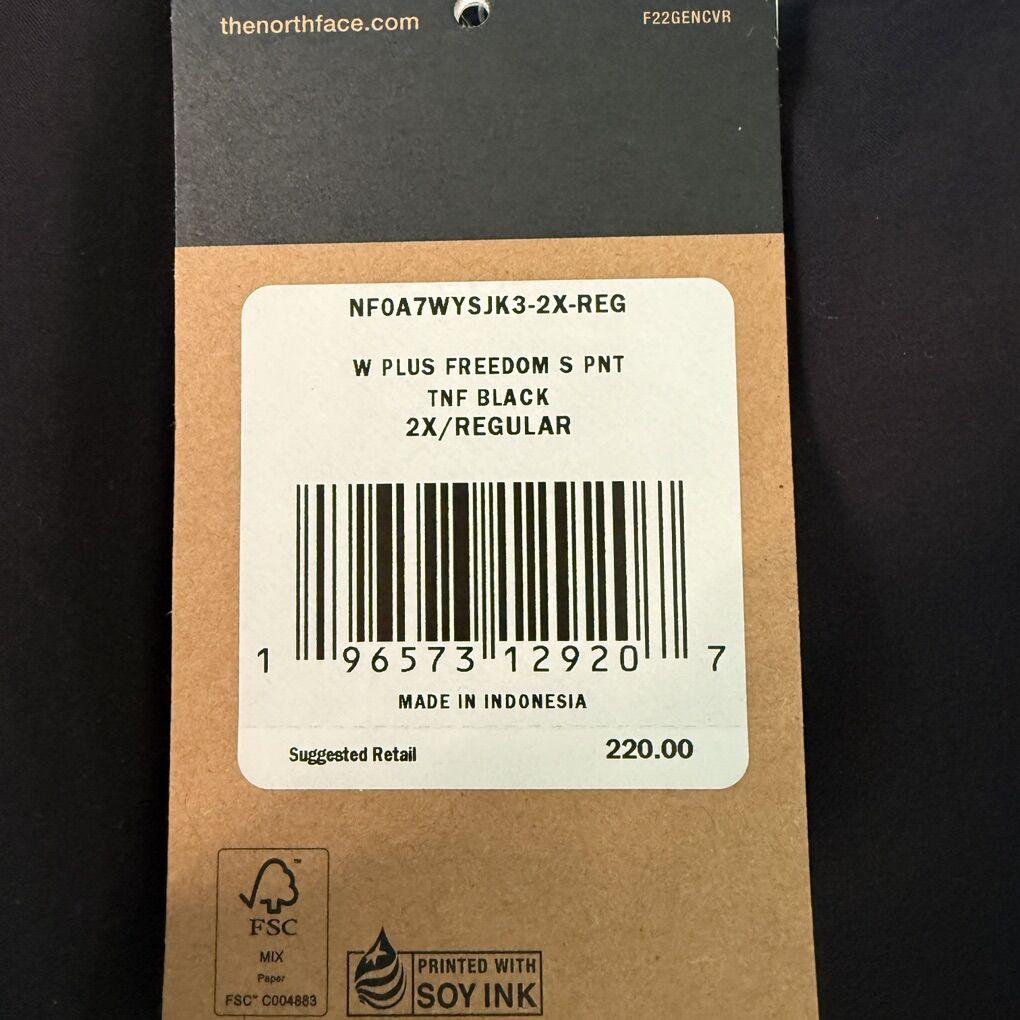 thenorthface.com
F22GENCVR
NF0A7WYSJK3-2X-REG
W PLUS FREEDOM S PNT
TNF BLACK
2X/REGULAR
1 96573 12920 7
MADE IN INDONESIA
Suggested Retail 220.00
FSC
MIX
Paper
FSC™ C004883
PRINTED WITH
SOY INK